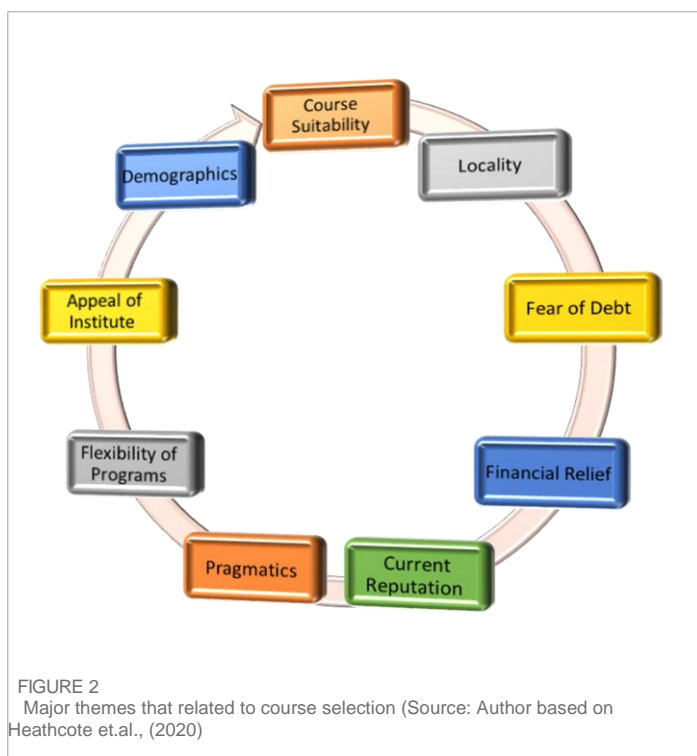 Course
Suitability
Locality
Fear of Debt
Financial Relief
Current
Reputation
Pragmatics
Flexibility of
Programs
Appeal of
Institute
Demographics
FIGURE 2
Major themes that related to course selection (Source: Author based on
Heathcote et.al., (2020)